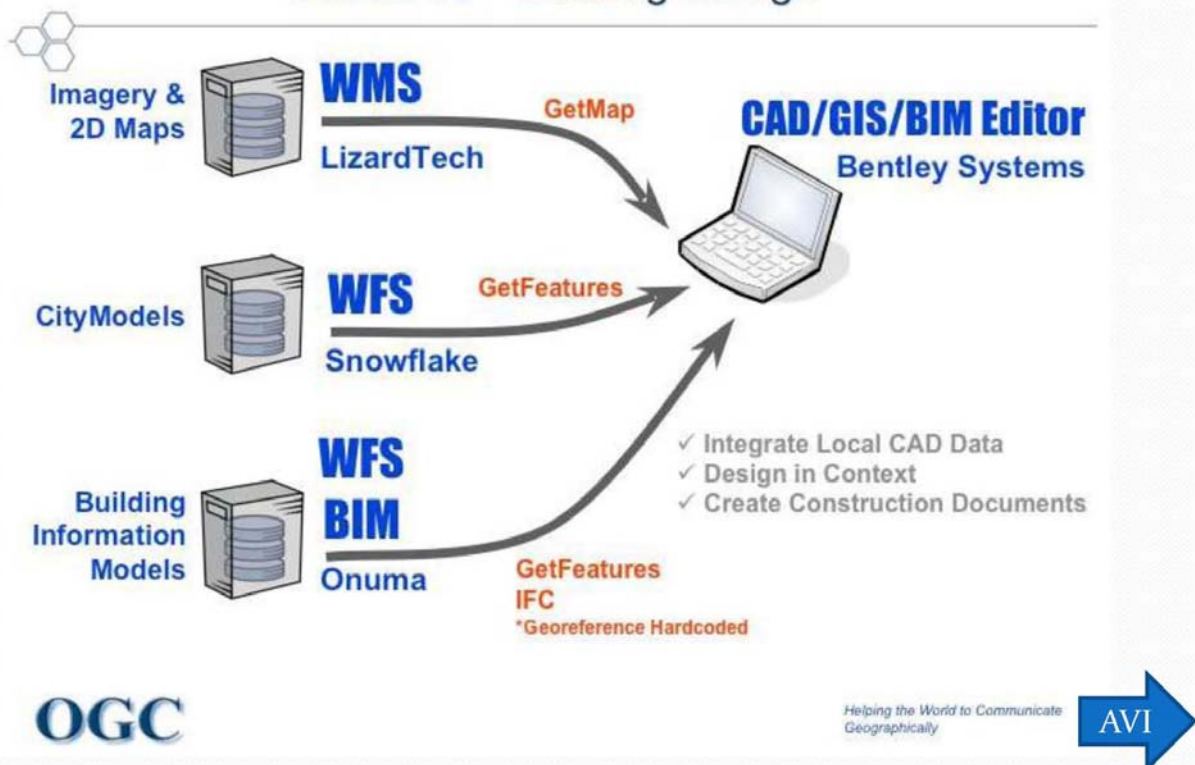 Imagery &
2D Maps
WMS
LizardTech
GetMap
CAD/GIS/BIM Editor
Bentley Systems
CityModels
WFS
Snowflake
GetFeatures
Building
Information
Models
WFS
BIM
Onuma
GetFeatures
IFC
*Georeference Hardcoded
✓ Integrate Local CAD Data
✓ Design in Context
✓ Create Construction Documents
OGC
Helping the World to Communicate
Geographically
AVI